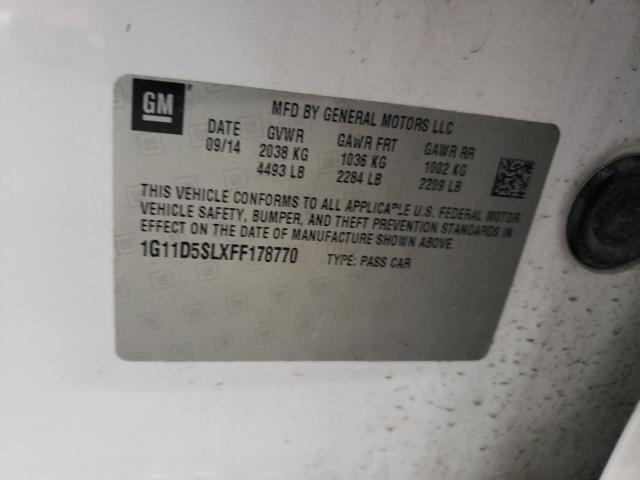 GM
MFD BY GENERAL MOTORS LLC
DATE GVWR GAWR FRT GAWR RR
09/14 2038 KG 1036 KG 1002 KG
4493 LB 2284 LB 2209 LB
THIS VEHICLE CONFORMS TO ALL APPLICABLE U.S. FEDERAL MOTOR
VEHICLE SAFETY, BUMPER, AND THEFT PREVENTION STANDARDS IN
EFFECT ON THE DATE OF MANUFACTURE SHOWN ABOVE.
1G11D5SLXFF178770 TYPE: PASS CAR